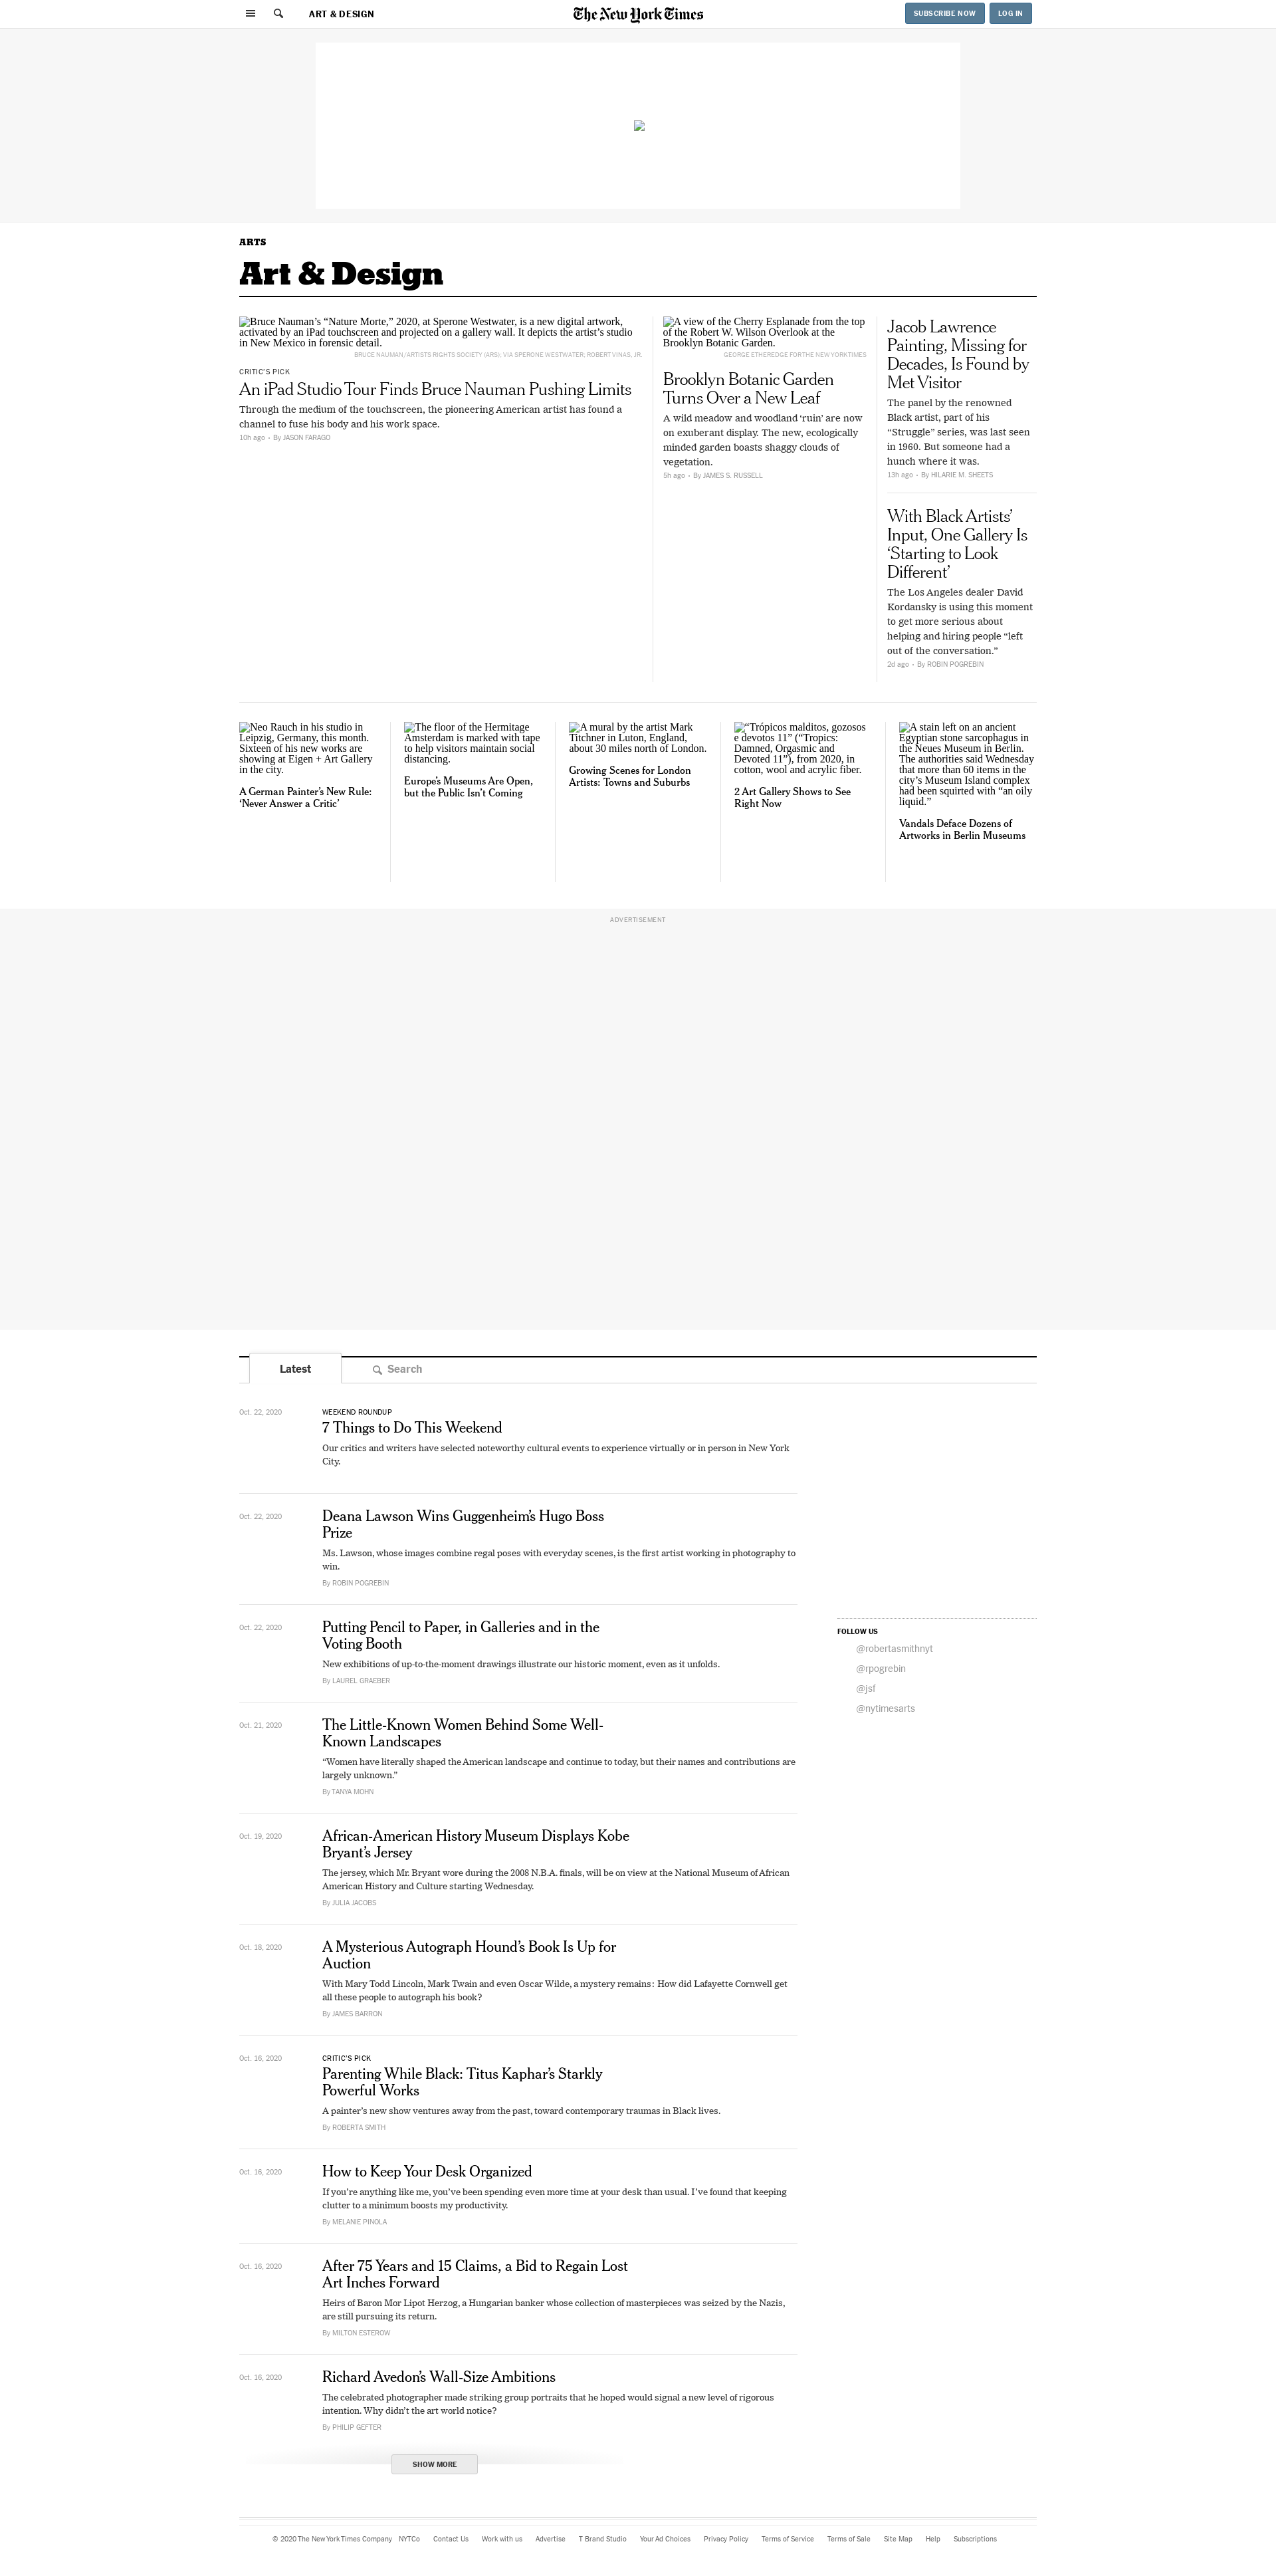 ART & DESIGN
The New York Times
SUBSCRIBE NOW
LOG IN
ARTS
Art & Design
Bruce Nauman’s “Nature Morte,” 2020, at Sperone Westwater, is a new digital artwork,
activated by an iPad touchscreen and projected on a gallery wall. It depicts the artist’s studio
in New Mexico in forensic detail.
BRUCE NAUMAN/ARTISTS RIGHTS SOCIETY (ARS); VIA SPERONE WESTWATER; ROBERT VINAS, JR.
CRITIC’S PICK
An iPad Studio Tour Finds Bruce Nauman Pushing Limits
Through the medium of the touchscreen, the pioneering American artist has found a
channel to fuse his body and his work space.
10h ago • By JASON FARAGO
A view of the Cherry Esplanade from the top
of the Robert W. Wilson Overlook at the
Brooklyn Botanic Garden.
GEORGE ETHEREDGE FOR THE NEW YORK TIMES
Brooklyn Botanic Garden
Turns Over a New Leaf
A wild meadow and woodland ‘ruin’ are now
on exuberant display. The new, ecologically
minded garden boasts shaggy clouds of
vegetation.
5h ago • By JAMES S. RUSSELL
Jacob Lawrence
Painting, Missing for
Decades, Is Found by
Met Visitor
The panel by the renowned
Black artist, part of his
“Struggle” series, was last seen
in 1960. But someone had a
hunch where it was.
13h ago • By HILARIE M. SHEETS
With Black Artists’
Input, One Gallery Is
‘Starting to Look
Different’
The Los Angeles dealer David
Kordansky is using this moment
to get more serious about
helping and hiring people “left
out of the conversation.”
2d ago • By ROBIN POGREBIN
Neo Rauch in his studio in
Leipzig, Germany, this month.
Sixteen of his new works are
showing at Eigen + Art Gallery
in the city.
A German Painter’s New Rule:
‘Never Answer a Critic’
The floor of the Hermitage
Amsterdam is marked with tape
to help visitors maintain social
distancing.
Europe’s Museums Are Open,
but the Public Isn’t Coming
A mural by the artist Mark
Titchner in Luton, England,
about 30 miles north of London.
Growing Scenes for London
Artists: Towns and Suburbs
“Trópicos malditos, gozosos
e devotos 11” (“Tropics:
Damned, Orgasmic and
Devoted 11”), from 2020, in
cotton, wool and acrylic fiber.
2 Art Gallery Shows to See
Right Now
A stain left on an ancient
Egyptian stone sarcophagus in
the Neues Museum in Berlin.
The authorities said Wednesday
that more than 60 items in the
city’s Museum Island complex
had been squirted with “an oily
liquid.”
Vandals Deface Dozens of
Artworks in Berlin Museums
ADVERTISEMENT
Latest
Search
Oct. 22, 2020
WEEKEND ROUNDUP
7 Things to Do This Weekend
Our critics and writers have selected noteworthy cultural events to experience virtually or in person in New York
City.
Oct. 22, 2020
Deana Lawson Wins Guggenheim’s Hugo Boss
Prize
Ms. Lawson, whose images combine regal poses with everyday scenes, is the first artist working in photography to
win.
By ROBIN POGREBIN
Oct. 22, 2020
Putting Pencil to Paper, in Galleries and in the
Voting Booth
New exhibitions of up-to-the-moment drawings illustrate our historic moment, even as it unfolds.
By LAUREL GRAEBER
Oct. 21, 2020
The Little-Known Women Behind Some Well-
Known Landscapes
“Women have literally shaped the American landscape and continue to today, but their names and contributions are
largely unknown.”
By TANYA MOHN
Oct. 19, 2020
African-American History Museum Displays Kobe
Bryant’s Jersey
The jersey, which Mr. Bryant wore during the 2008 N.B.A. finals, will be on view at the National Museum of African
American History and Culture starting Wednesday.
By JULIA JACOBS
Oct. 18, 2020
A Mysterious Autograph Hound’s Book Is Up for
Auction
With Mary Todd Lincoln, Mark Twain and even Oscar Wilde, a mystery remains: How did Lafayette Cornwell get
all these people to autograph his book?
By JAMES BARRON
Oct. 16, 2020
CRITIC’S PICK
Parenting While Black: Titus Kaphar’s Starkly
Powerful Works
A painter’s new show ventures away from the past, toward contemporary traumas in Black lives.
By ROBERTA SMITH
Oct. 16, 2020
How to Keep Your Desk Organized
If you’re anything like me, you’ve been spending even more time at your desk than usual. I’ve found that keeping
clutter to a minimum boosts my productivity.
By MELANIE PINOLA
Oct. 16, 2020
After 75 Years and 15 Claims, a Bid to Regain Lost
Art Inches Forward
Heirs of Baron Mor Lipot Herzog, a Hungarian banker whose collection of masterpieces was seized by the Nazis,
are still pursuing its return.
By MILTON ESTEROW
Oct. 16, 2020
Richard Avedon’s Wall-Size Ambitions
The celebrated photographer made striking group portraits that he hoped would signal a new level of rigorous
intention. Why didn’t the art world notice?
By PHILIP GEFTER
SHOW MORE
FOLLOW US
@robertasmithnyt
@rpogrebin
@jsf
@nytimesarts
© 2020 The New York Times Company NYTCo Contact Us Work with us Advertise T Brand Studio Your Ad Choices Privacy Policy Terms of Service Terms of Sale Site Map Help Subscriptions